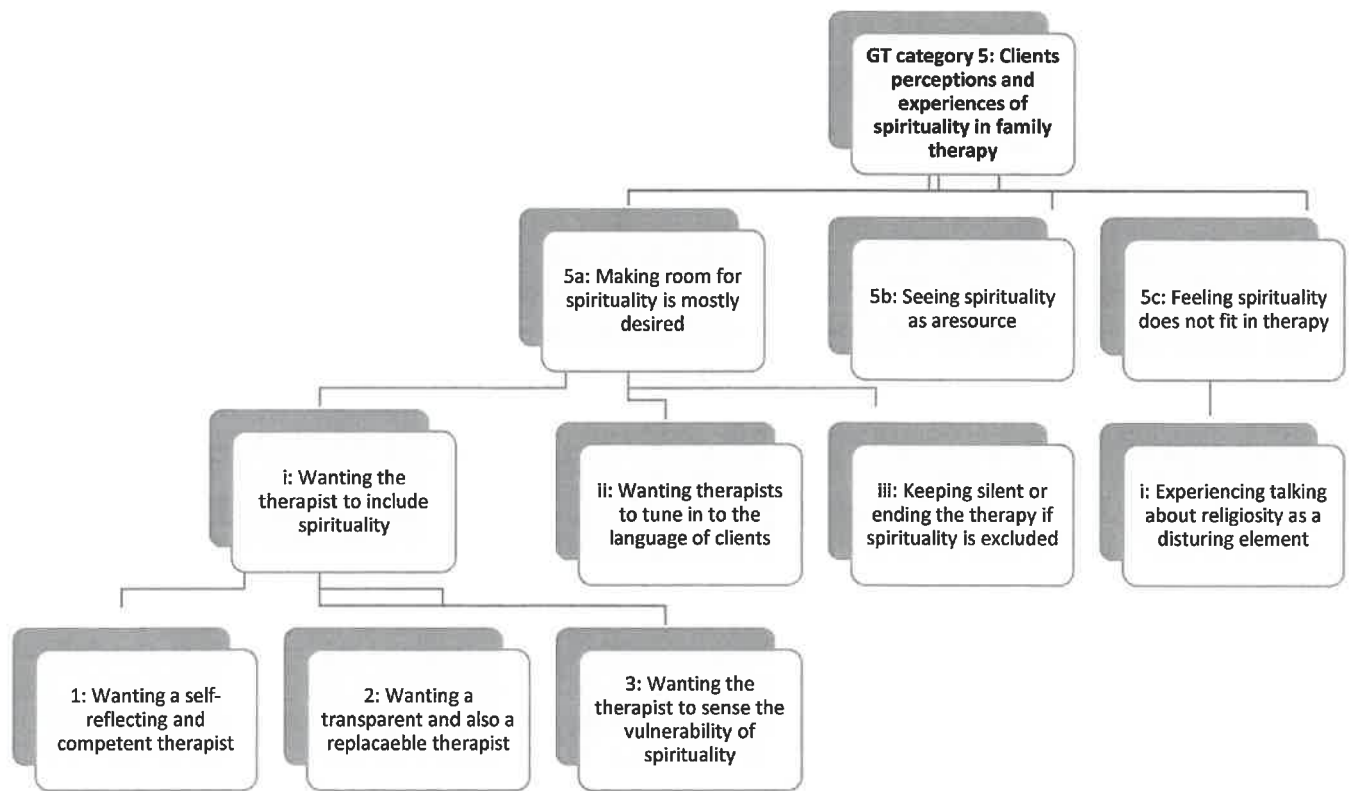 GT category 5: Clients
perceptions and
experiences of
spirituality in family
therapy
5a: Making room for
spirituality is mostly
desired
5b: Seeing spirituality
as aresource
5c: Feeling spirituality
does not fit in therapy
i: Wanting the
therapist to include
spirituality
ii: Wanting therapists
to tune in to the
language of clients
iii: Keeping silent or
ending the therapy if
spirituality is excluded
i: Experiencing talking
about religiosity as a
disturing element
1: Wanting a self-
reflecting and
competent therapist
2: Wanting a
transparent and also a
replacaeble therapist
3: Wanting the
therapist to sense the
vulnerability of
spirituality